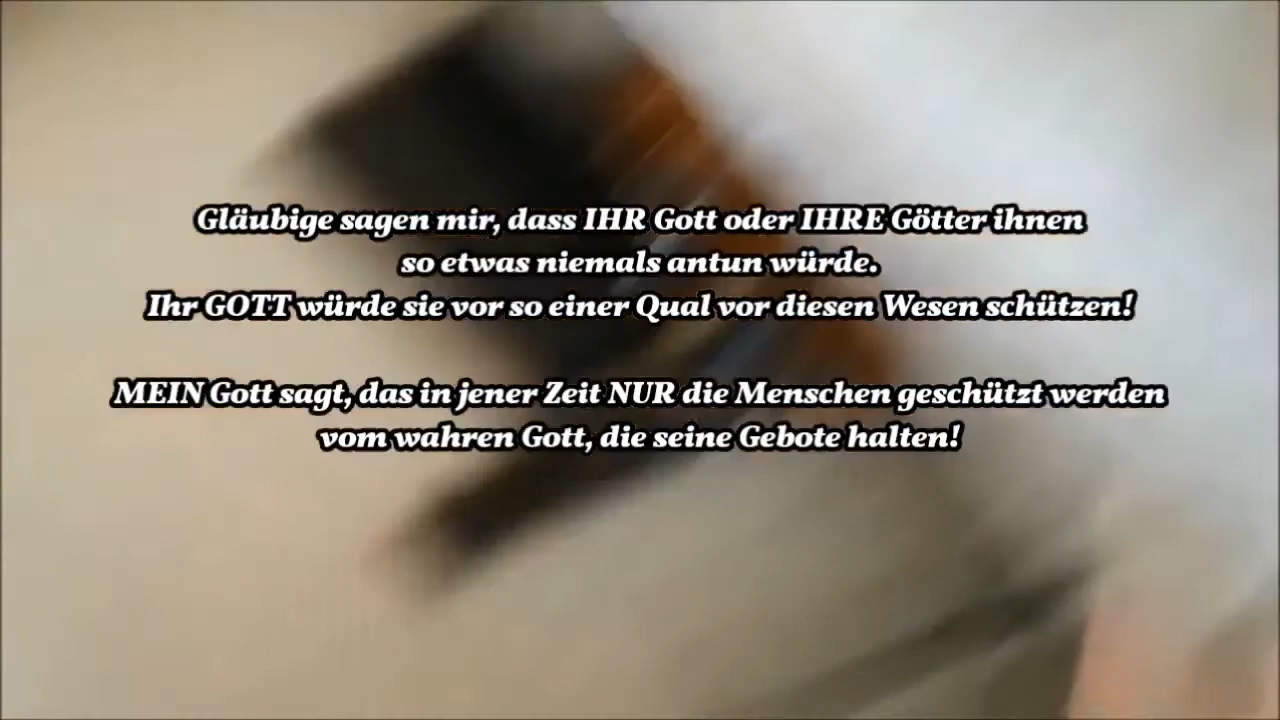 Gläubige sagen mir, dass IHR Gott oder IHRE Götter ihnen
so etwas niemals antun würde.
Ihr GOTT würde sie vor so einer Qual vor diesen Wesen schützen!
MEIN Gott sagt, das in jener Zeit NUR die Menschen geschützt werden
vom wahren Gott, die seine Gebote halten!